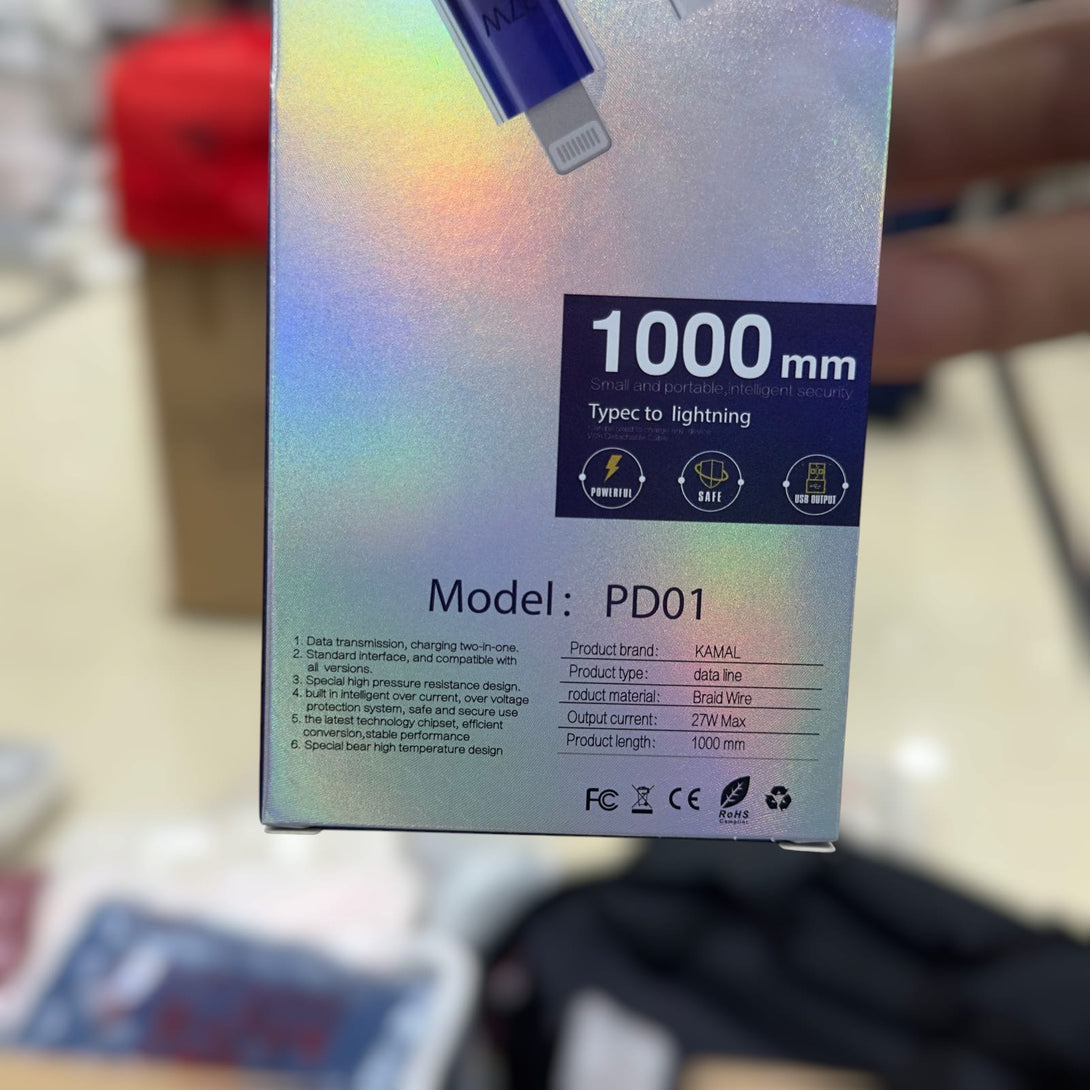 27W
1000 mm
Small and portable,intelligent security
Typec to lightning
POWERFUL
SAFE
USB OUTPUT
Model: PD01
1. Data transmission, charging two-in-one.
2. Standard interface, and compatible with
all versions.
3. Special high pressure resistance design.
4. built in intelligent over current, over voltage
protection system, safe and secure use
5. the latest technology chipset, efficient
conversion,stable performance
6. Special bear high temperature design
Product brand: KAMAL
Product type: data line
roduct material: Braid Wire
Output current: 27W Max
Product length: 1000 mm
FC CE
RoHS
Compliant